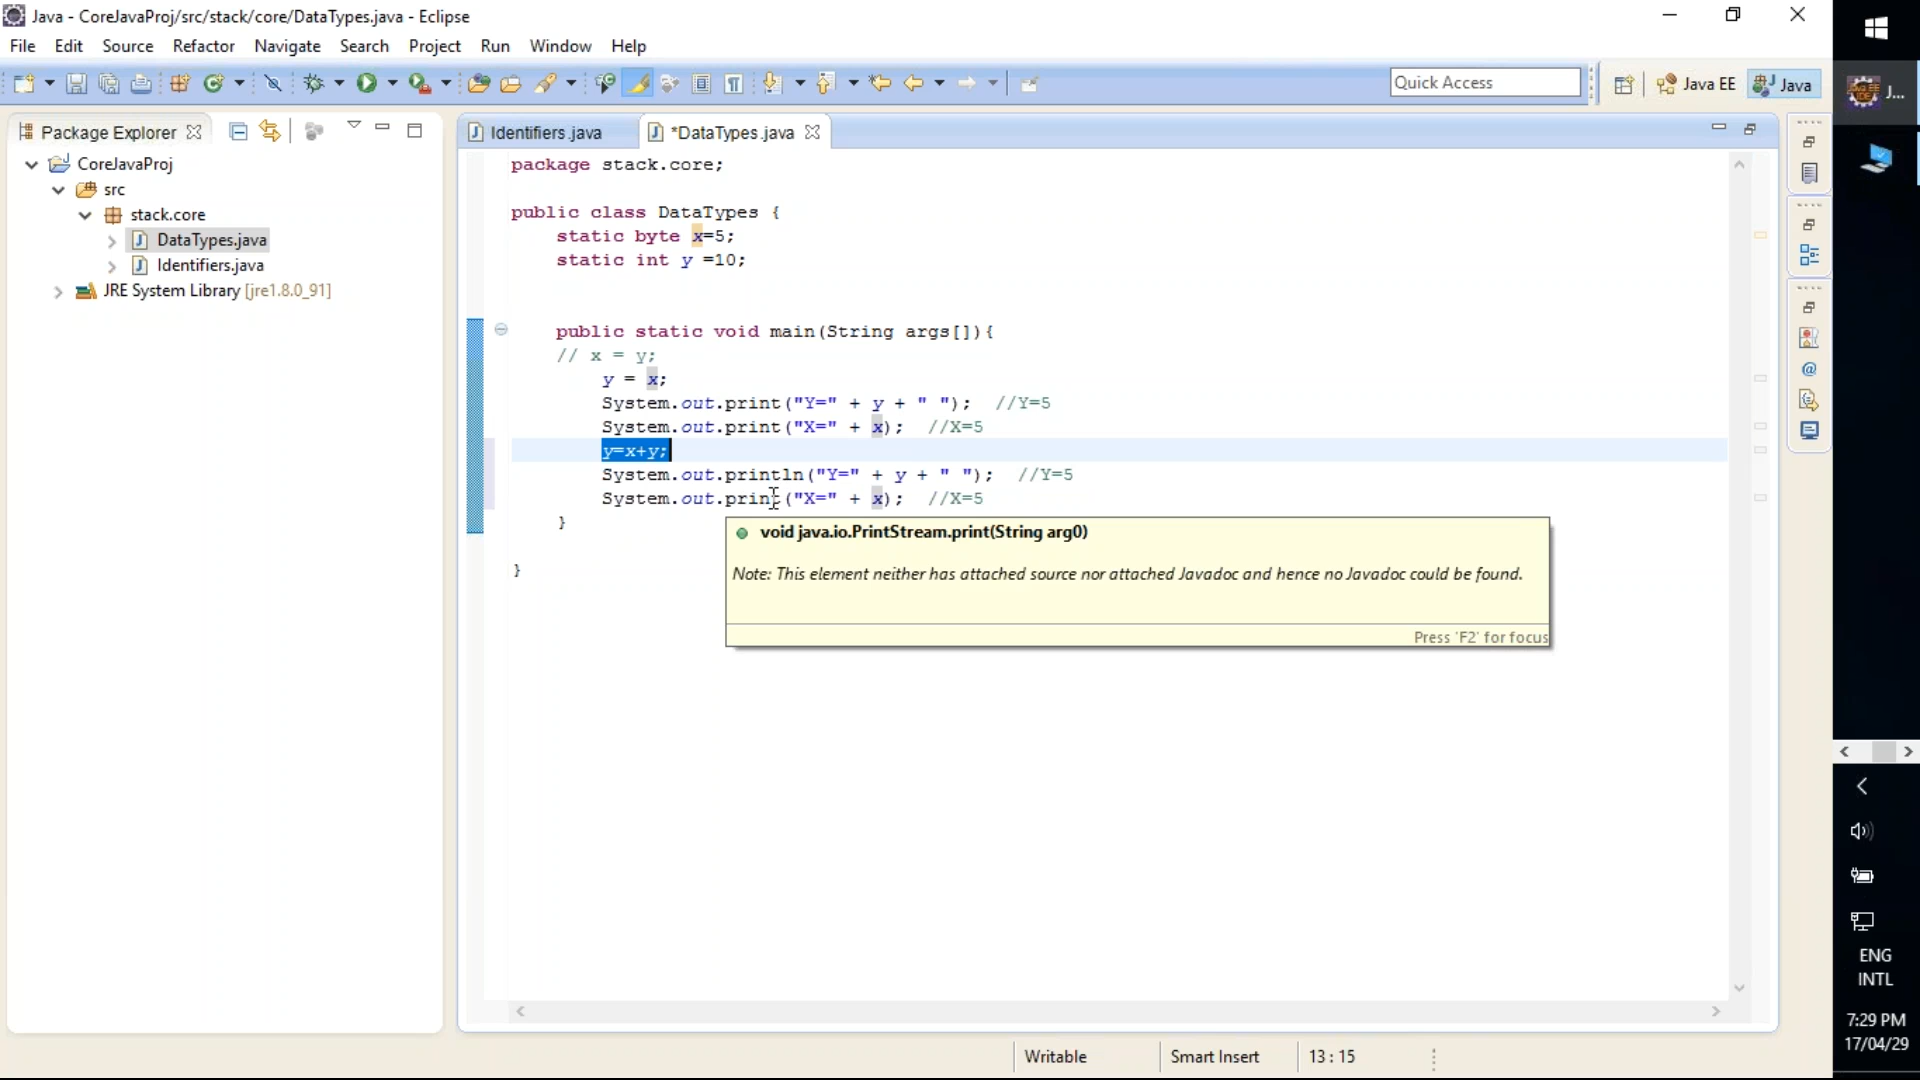 Java - CoreJavaProj/src/stack/core/DataTypes.java - Eclipse
File Edit Source Refactor Navigate Search Project Run Window Help
Quick Access
Java EE
Java
J...
Package Explorer
CoreJavaProj
src
stack.core
DataTypes.java
Identifiers.java
JRE System Library [jre1.8.0_91]
Identifiers.java
*DataTypes.java
package stack.core;
public class DataTypes {
static byte x=5;
static int y =10;
public static void main(String args[]){
// x = y;
y = x;
System.out.print("Y=" + y + " ");  //Y=5
System.out.print("X=" + x);  //X=5
y=x+y;
System.out.println("Y=" + y + " ");  //Y=5
System.out.print("X=" + x);  //X=5
}
}
void java.io.PrintStream.print(String arg0)
Note: This element neither has attached source nor attached Javadoc and hence no Javadoc could be found.
Press 'F2' for focus
Writable
Smart Insert
13 : 15
ENG
INTL
7:29 PM
17/04/29